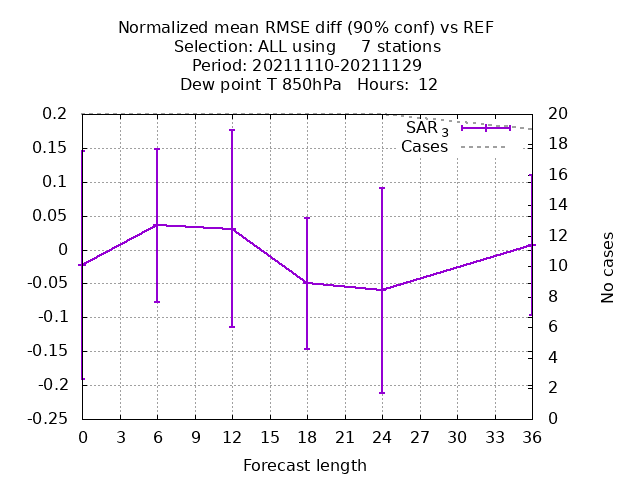 Normalized mean RMSE diff (90% conf) vs REF
Selection: ALL using     7 stations
Period: 20211110-20211129
Dew point T 850hPa   Hours:  12
SAR 3
Cases
0.2
0.15
0.1
0.05
0
-0.05
-0.1
-0.15
-0.2
-0.25
20
18
16
14
12
10
8
6
4
2
0
No cases
0 3 6 9 12 15 18 21 24 27 30 33 36
Forecast length